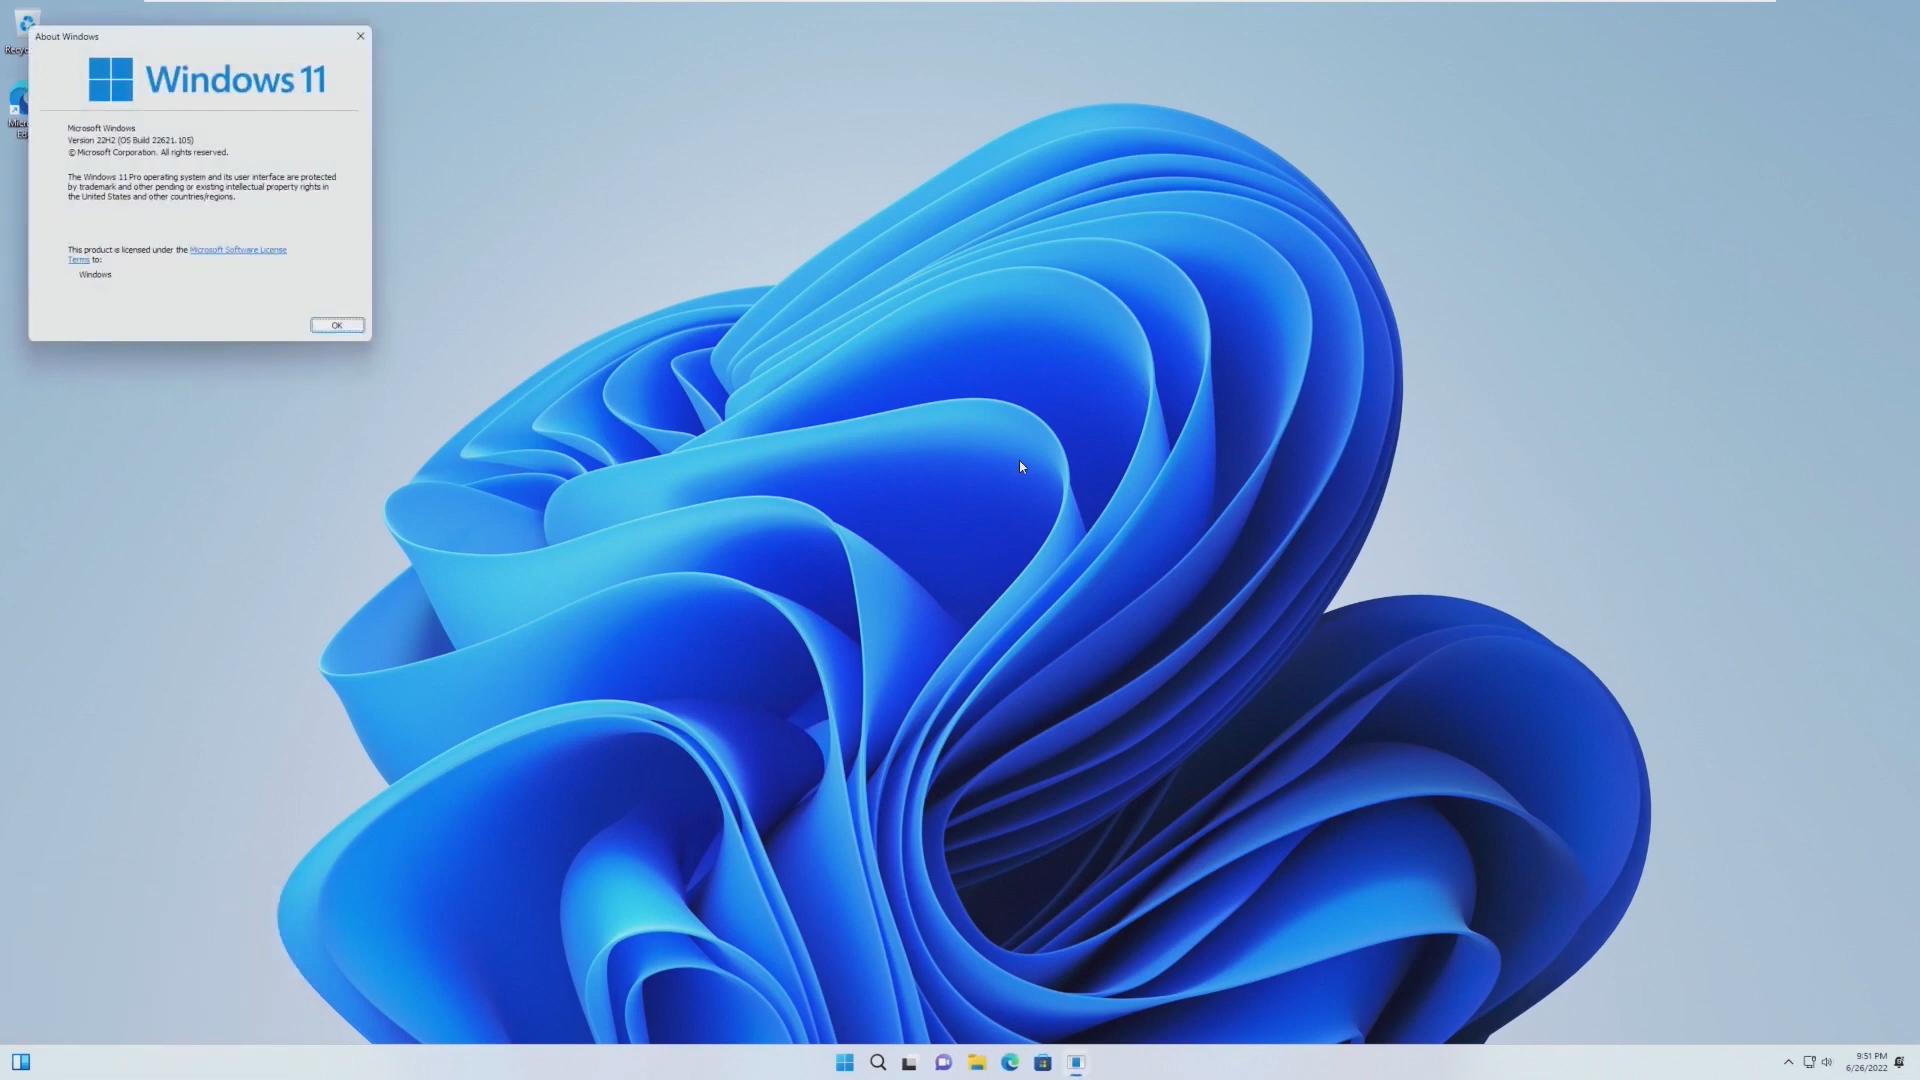 About Windows
Windows 11
Microsoft Windows
Version 22H2 (OS Build 22621.105)
© Microsoft Corporation. All rights reserved.
The Windows 11 Pro operating system and its user interface are protected
by trademark and other pending or existing intellectual property rights in
the United States and other countries/regions.
This product is licensed under the Microsoft Software License
Terms to:
Windows
OK
9:51 PM
6/26/2022